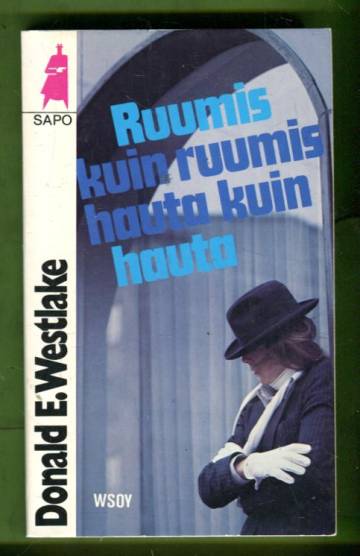 SAPO
Ruumis
kuin ruumis
hauta kuin
hauta
Donald E. Westlake
WSOY